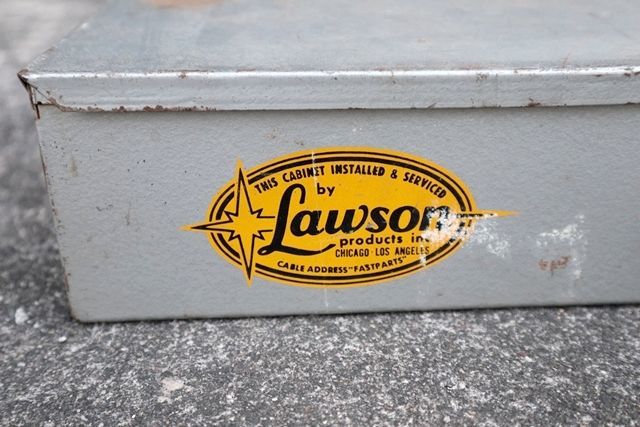 THIS CABINET INSTALLED & SERVICED
by
Lawson
products inc
CHICAGO · LOS ANGELES
CABLE ADDRESS "FASTPARTS"